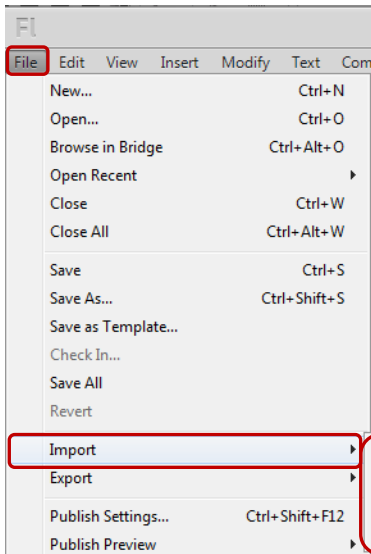 Fl
File Edit View Insert Modify Text Com
New... Ctrl+N
Open... Ctrl+O
Browse in Bridge Ctrl+Alt+O
Open Recent
Close Ctrl+W
Close All Ctrl+Alt+W
Save Ctrl+S
Save As... Ctrl+Shift+S
Save as Template...
Check In...
Save All
Revert
Import
Export
Publish Settings... Ctrl+Shift+F12
Publish Preview